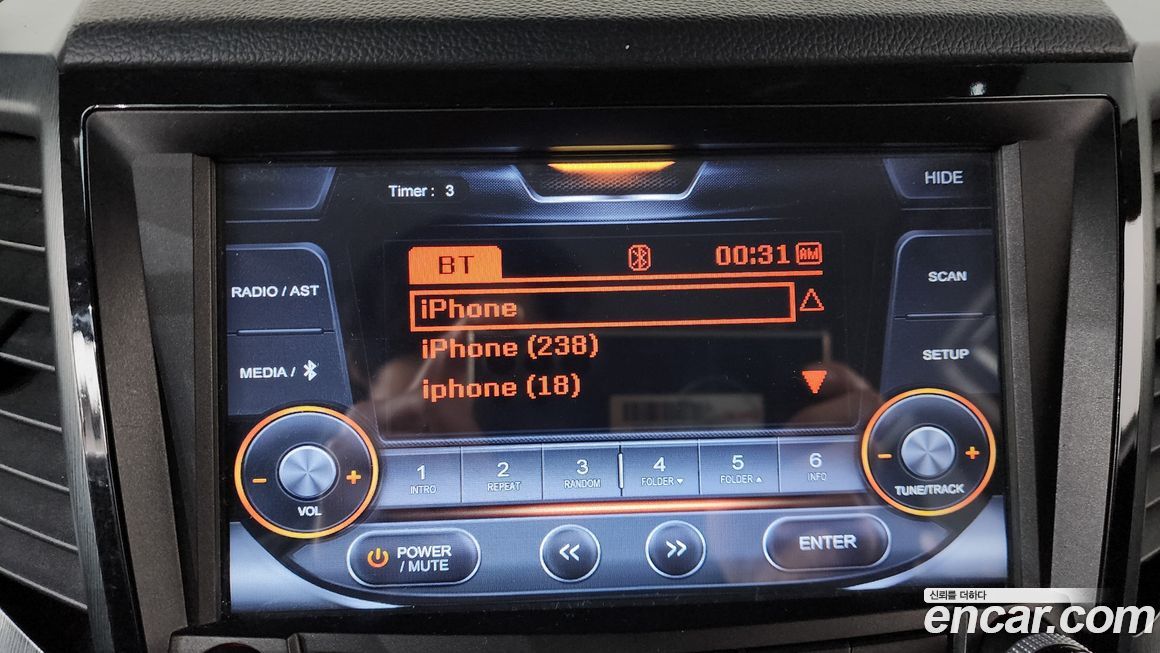 Timer : 3
HIDE
BT
00:31 AM
RADIO / AST
SCAN
iPhone
iPhone (238)
MEDIA /
SETUP
iphone (18)
- VOL +
1 INTRO
2 REPEAT
3 RANDOM
4 FOLDER ▼
5 FOLDER ▲
6 INFO
- TUNE/TRACK +
POWER
/ MUTE
<<
>>
ENTER
신뢰를 더하다
encar.com